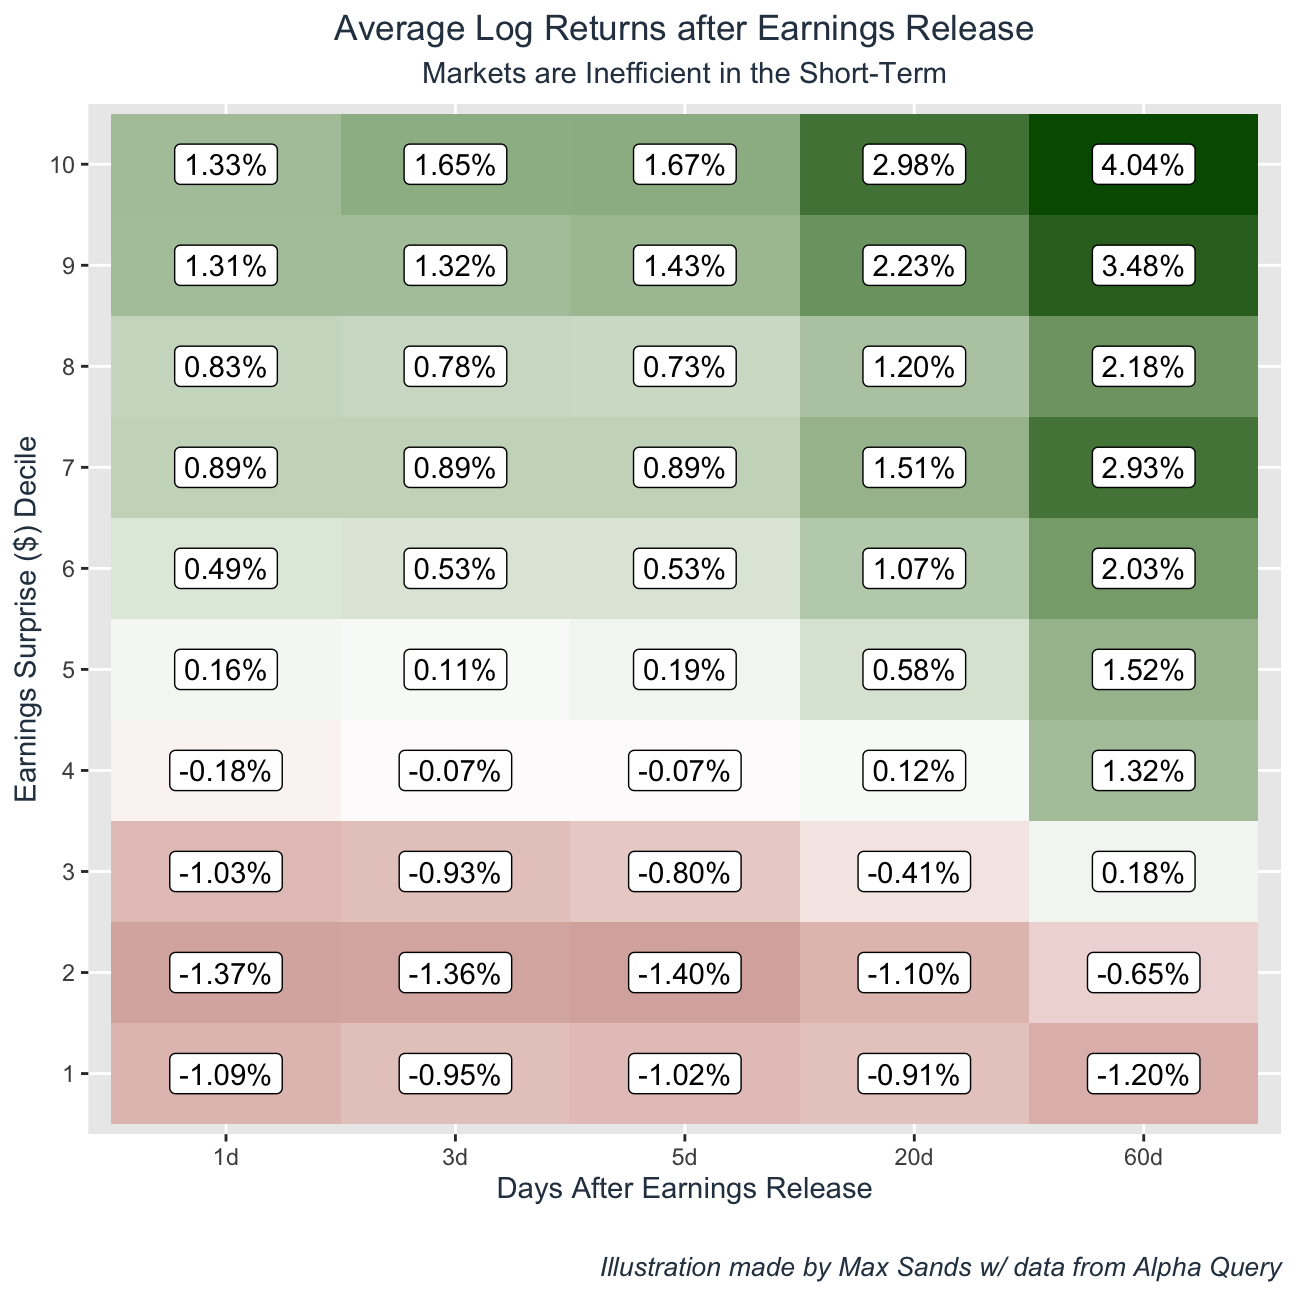 Average Log Returns after Earnings Release
Markets are Inefficient in the Short-Term
Earnings Surprise ($) Decile
10 1.33% 1.65% 1.67% 2.98% 4.04%
9 1.31% 1.32% 1.43% 2.23% 3.48%
8 0.83% 0.78% 0.73% 1.20% 2.18%
7 0.89% 0.89% 0.89% 1.51% 2.93%
6 0.49% 0.53% 0.53% 1.07% 2.03%
5 0.16% 0.11% 0.19% 0.58% 1.52%
4 -0.18% -0.07% -0.07% 0.12% 1.32%
3 -1.03% -0.93% -0.80% -0.41% 0.18%
2 -1.37% -1.36% -1.40% -1.10% -0.65%
1 -1.09% -0.95% -1.02% -0.91% -1.20%
1d 3d 5d 20d 60d
Days After Earnings Release
Illustration made by Max Sands w/ data from Alpha Query